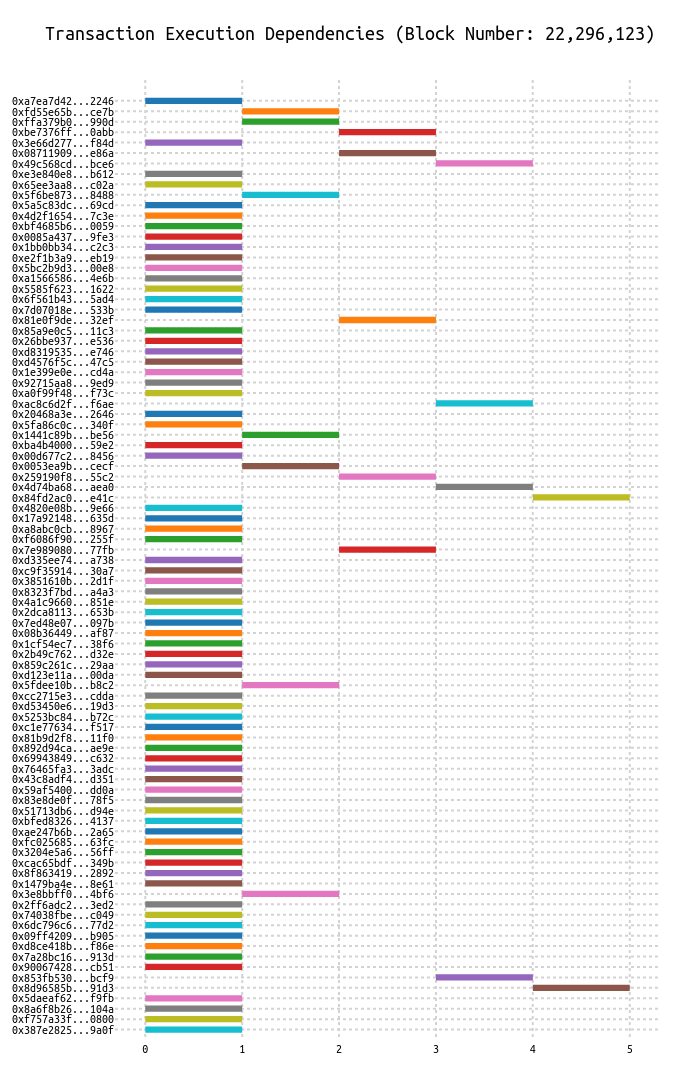 Transaction Execution Dependencies (Block Number: 22,296,123)
0xa7ea7d42...2246
0xfd55e65b...ce7b
0xffa379b0...990d
0xbe7376ff...0abb
0x3e66d277...f84d
0x08711909...e86a
0x49c568cd...bce6
0xe3e840e8...b612
0x65ee3aa8...c02a
0x5f6be873...8488
0x5a5c83dc...69cd
0x4d2f1654...7c3e
0xbf4685b6...0059
0x0085a437...9fe3
0x1bb0bb34...c2c3
0xe2f1b3a9...eb19
0x5bc2b9d3...00e8
0xa1566586...4e6b
0x5585f623...1622
0x6f561b43...5ad4
0x7d07018e...533b
0x81e0f9de...32ef
0x85a9e0c5...11c3
0x26bbe937...e536
0xd8319535...e746
0xd4576f5c...47c5
0x1e399e0e...cd4a
0x92715aa8...9ed9
0xa0f99f48...f73c
0xac8c6d2f...f6ae
0x20468a3e...2646
0x5fa86c0c...340f
0x1441c89b...be56
0xba4b4000...59e2
0x00d677c2...8456
0x0053ea9b...cecf
0x259190f8...55c2
0x4d74ba68...aea0
0x84fd2ac0...e41c
0x4820e08b...9e66
0x17a92148...635d
0xa8abc0cb...8967
0xf6086f90...255f
0x7e989080...77fb
0xd335ee74...a738
0xc9f35914...30a7
0x3851610b...2d1f
0x8323f7bd...a4a3
0x4a1c9660...851e
0x2dca8113...653b
0x7ed48e07...097b
0x08b36449...af87
0x1cf54ec7...38f6
0x2b49c762...d32e
0x859c261c...29aa
0xd123e11a...00da
0x5fdee10b...b8c2
0xcc2715e3...cdda
0xd53450e6...19d3
0x5253bc84...b72c
0xc1e77634...f517
0x81b9d2f8...11f0
0x892d94ca...ae9e
0x69943849...c632
0x76465fa3...3adc
0x43c8adf4...d351
0x59af5400...dd0a
0x83e8de0f...78f5
0x51713db6...d94e
0xbfed8326...4137
0xae247b6b...2a65
0xfc025685...63fc
0x3204e5a6...56ff
0xcac65bdf...349b
0x8f863419...2892
0x1479ba4e...8e61
0x3e8bbff0...4bf6
0x2ff6adc2...3ed2
0x74038fbe...c049
0x6dc796c6...77d2
0x09ff4209...b905
0xd8ce418b...f86e
0x7a28bc16...913d
0x90067428...cb51
0x853fb530...bcf9
0x8d96585b...91d3
0x5daeaf62...f9fb
0x8a6f8b26...104a
0xf757a33f...0800
0x387e2825...9a0f
0 1 2 3 4 5